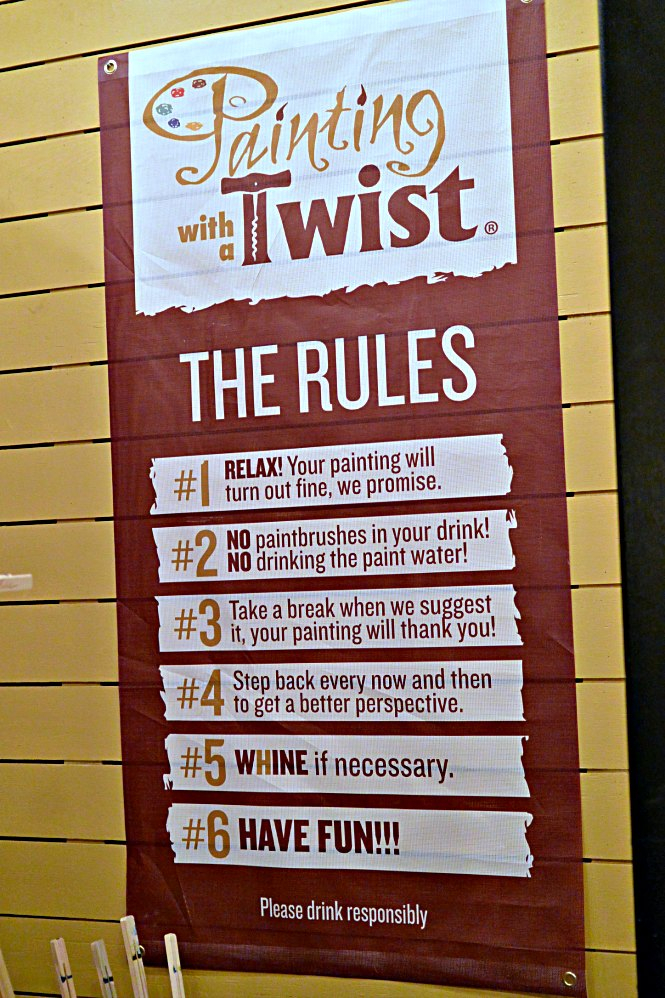 Painting
with a Twist®
THE RULES
#1 RELAX! Your painting will
turn out fine, we promise.
#2 NO paintbrushes in your drink!
NO drinking the paint water!
#3 Take a break when we suggest
it, your painting will thank you!
#4 Step back every now and then
to get a better perspective.
#5 WHINE if necessary.
#6 HAVE FUN!!!
Please drink responsibly